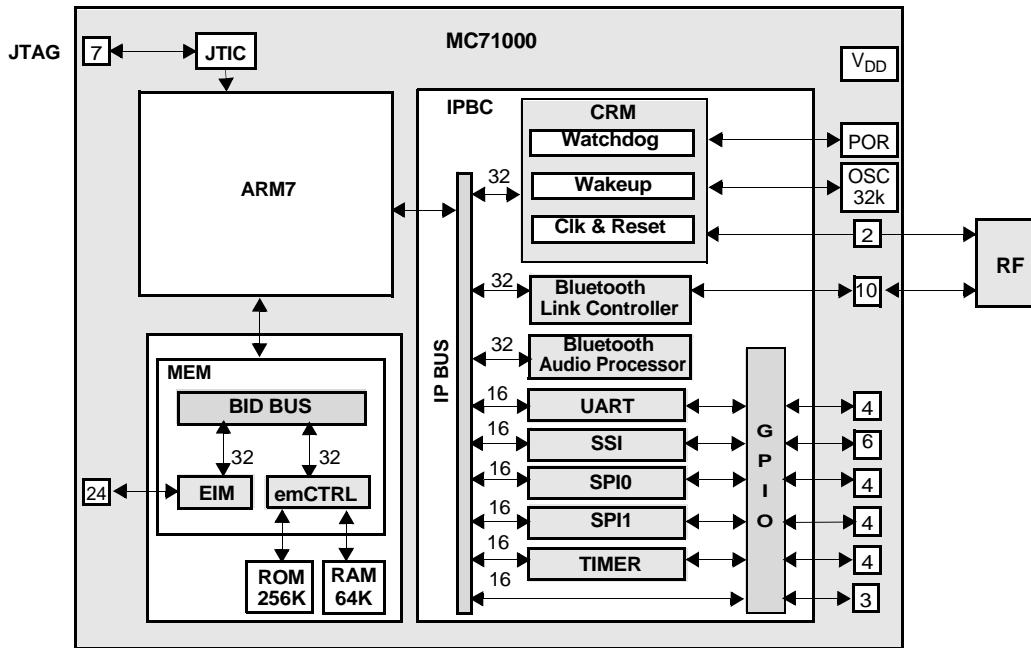 MC71000
JTAG
7
JTIC
VDD
IPBC
CRM
Watchdog
POR
ARM7
32
Wakeup
OSC
32k
Clk & Reset
2
RF
32
Bluetooth
Link Controller
10
32
Bluetooth
Audio Processor
MEM
IP BUS
BID BUS
16
UART
GPIO
4
32
32
16
SSI
6
24
EIM
emCTRL
16
SPI0
4
16
SPI1
4
16
TIMER
4
ROM
256K
RAM
64K
16
3